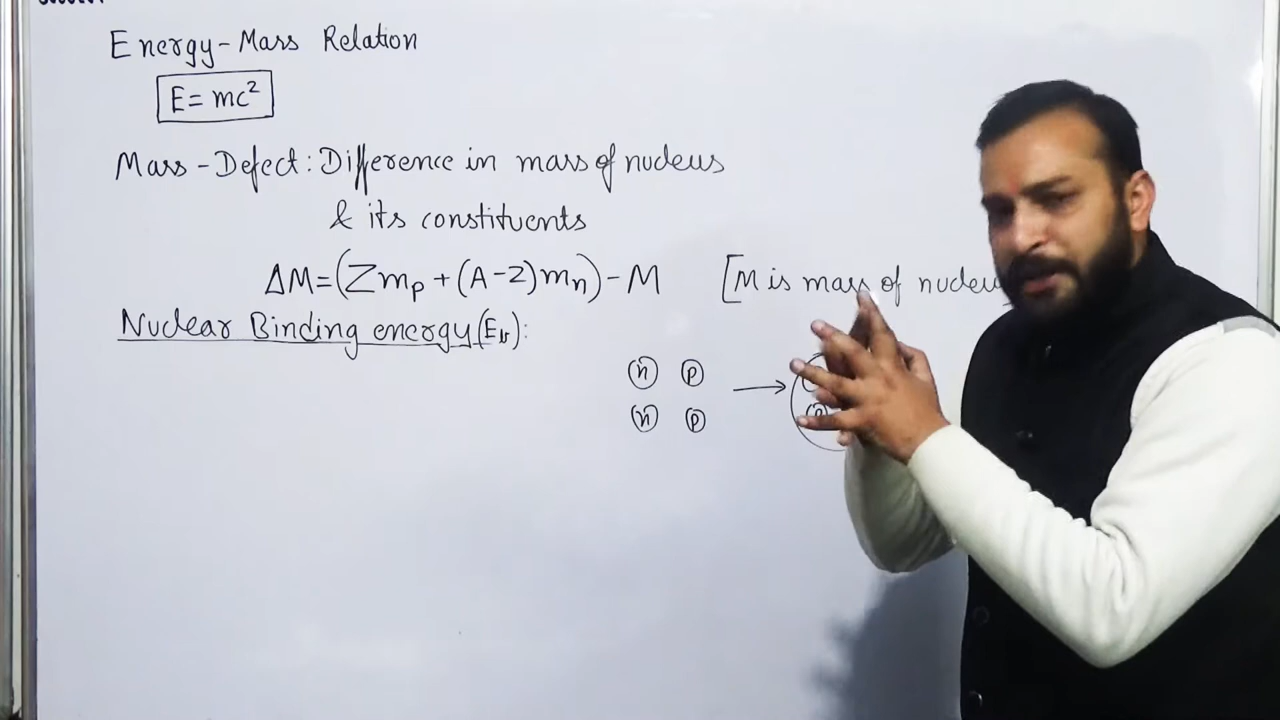 Energy-Mass Relation
E = mc²
Mass-Defect: Difference in mass of nucleus
& its constituents
ΔM = (Zmₚ + (A-Z)mₙ) - M [M is mass of nucleus
Nuclear Binding energy (E_b):
n p
n p